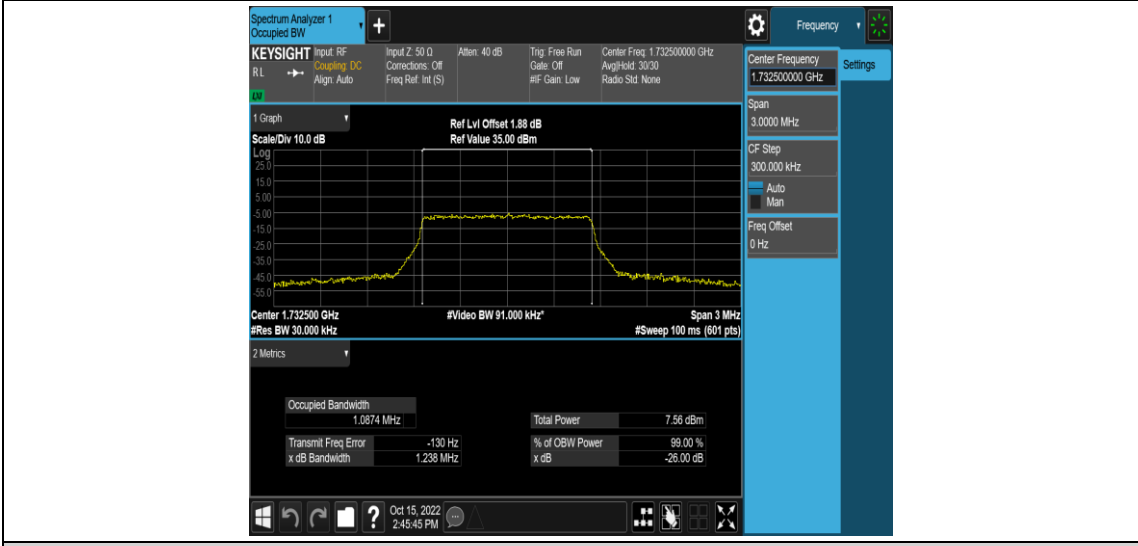 Spectrum Analyzer 1
Occupied BW
Frequency
KEYSIGHT
RL
Input: RF
Coupling: DC
Align: Auto
Input Z: 50 Ω
Corrections: Off
Freq Ref: Int (S)
Atten: 40 dB
Trig: Free Run
Gate: Off
#IF Gain: Low
Center Freq: 1.732500000 GHz
Avg|Hold: 30/30
Radio Std: None
Center Frequency
1.732500000 GHz
Settings
Span
3.0000 MHz
CF Step
300.000 kHz
Auto
Man
Freq Offset
0 Hz
1 Graph
Scale/Div 10.0 dB
Ref Lvl Offset 1.88 dB
Ref Value 35.00 dBm
Log
25.0
15.0
5.00
-5.00
-15.0
-25.0
-35.0
-45.0
-55.0
Center 1.732500 GHz
#Video BW 91.000 kHz*
Span 3 MHz
#Res BW 30.000 kHz
#Sweep 100 ms (601 pts)
2 Metrics
Occupied Bandwidth
1.0874 MHz
Total Power 7.56 dBm
Transmit Freq Error -130 Hz
% of OBW Power 99.00 %
x dB Bandwidth 1.238 MHz
x dB -26.00 dB
Oct 15, 2022
2:45:45 PM